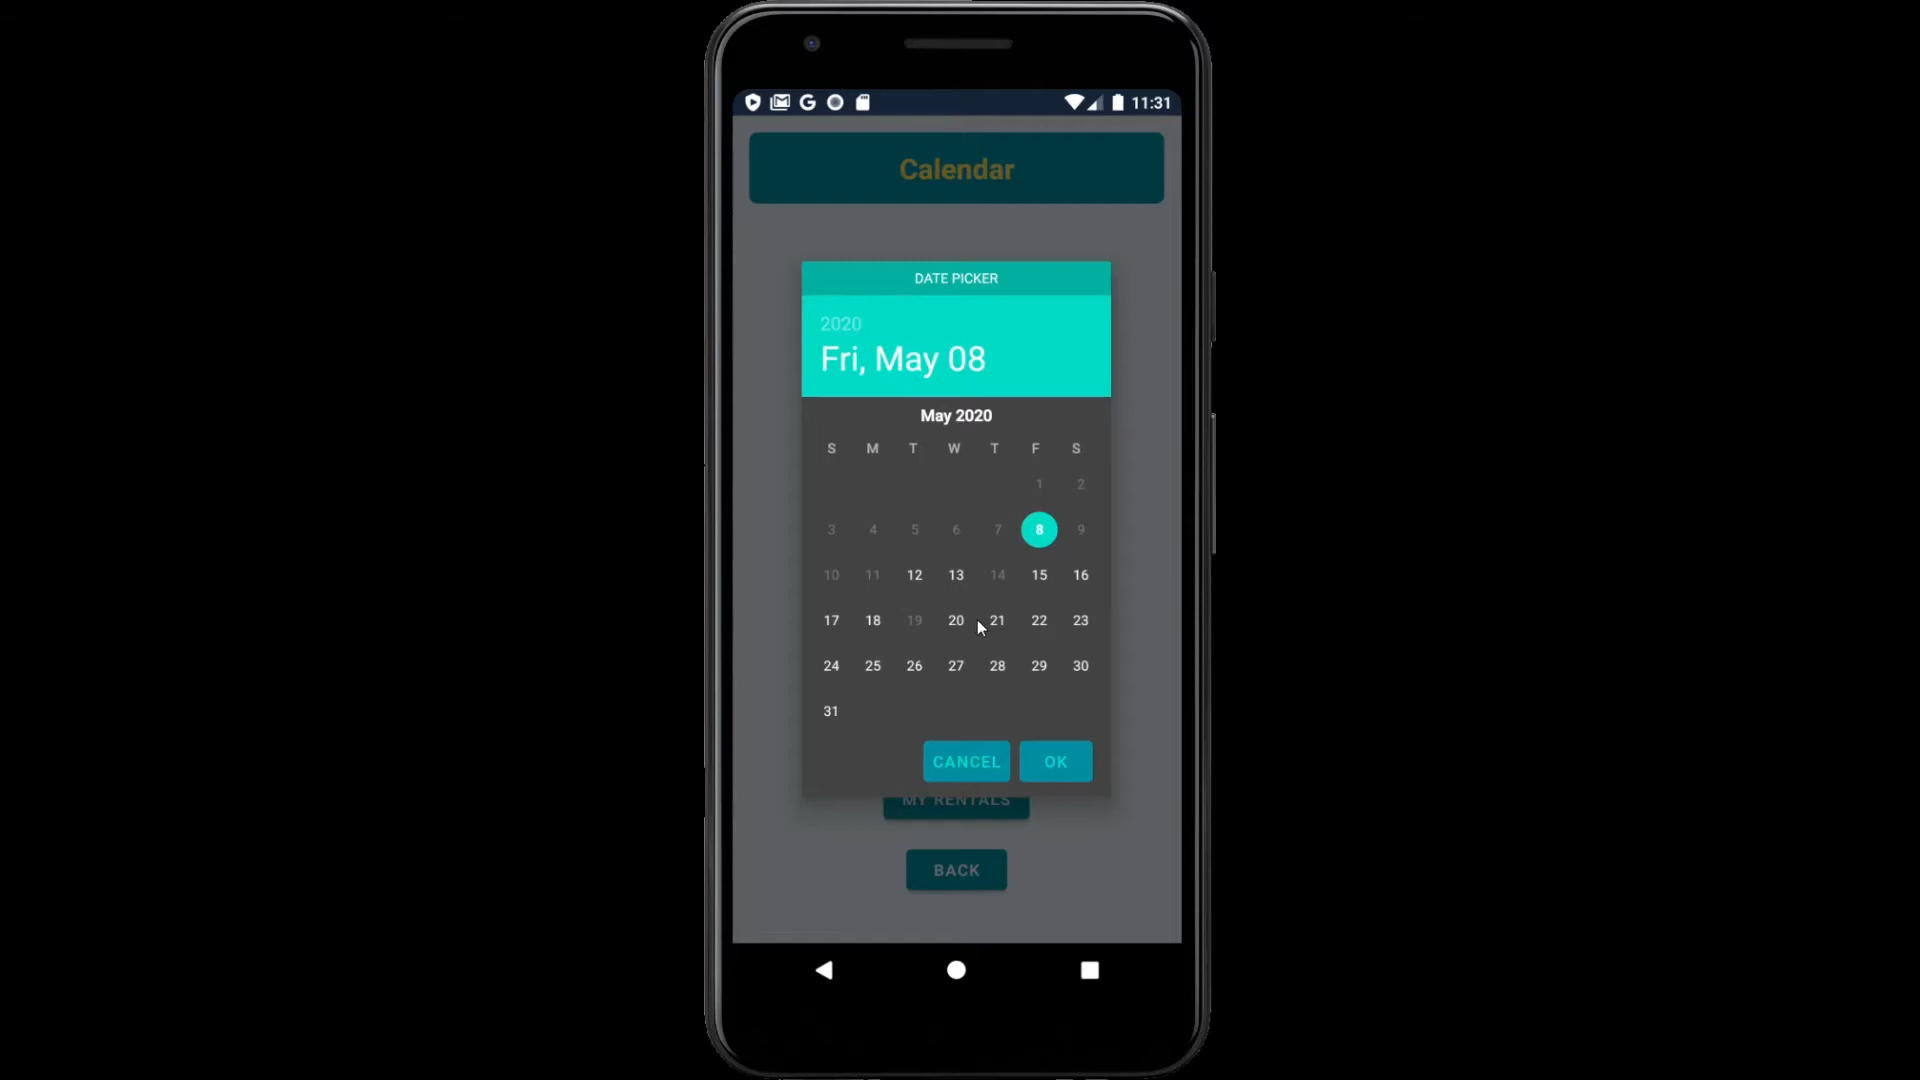 11:31
Calendar
DATE PICKER
2020
Fri, May 08
May 2020
S M T W T F S
1 2
3 4 5 6 7 8 9
10 11 12 13 14 15 16
17 18 19 20 21 22 23
24 25 26 27 28 29 30
31
CANCEL OK
MY RENTALS
BACK